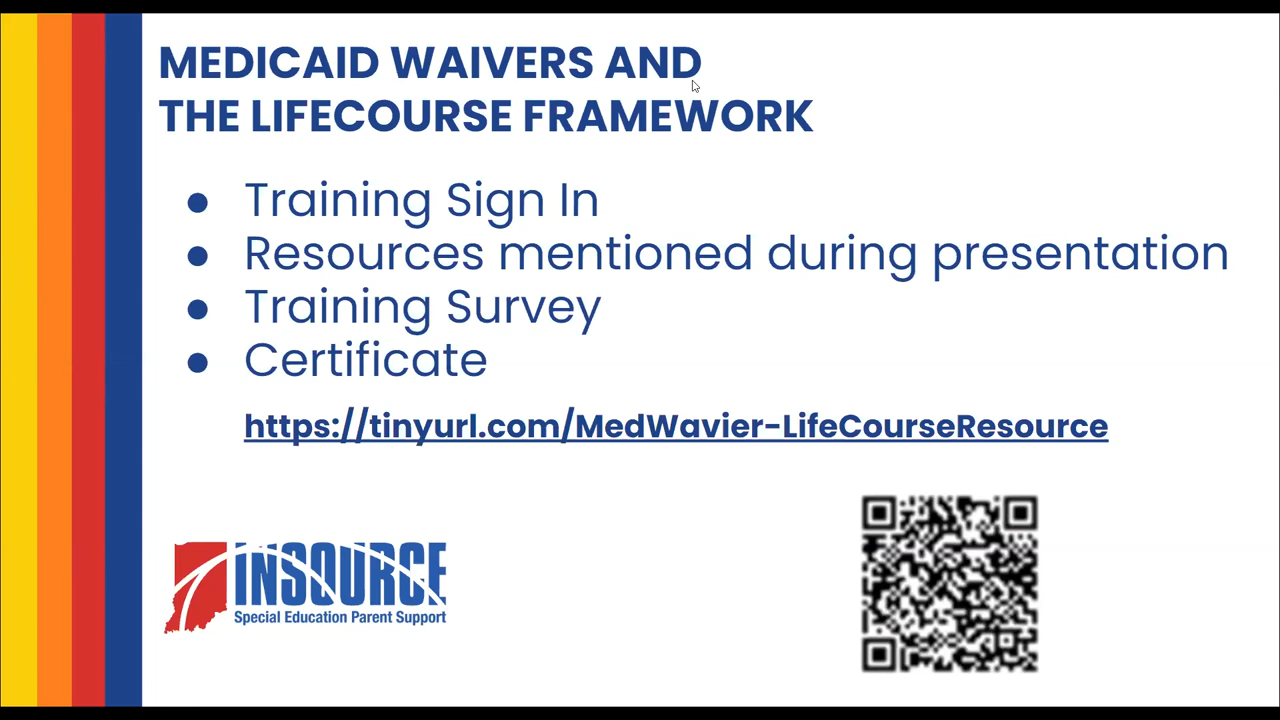 MEDICAID WAIVERS AND
THE LIFECOURSE FRAMEWORK
● Training Sign In
● Resources mentioned during presentation
● Training Survey
● Certificate
https://tinyurl.com/MedWavier-LifeCourseResource
INSOURCE
Special Education Parent Support